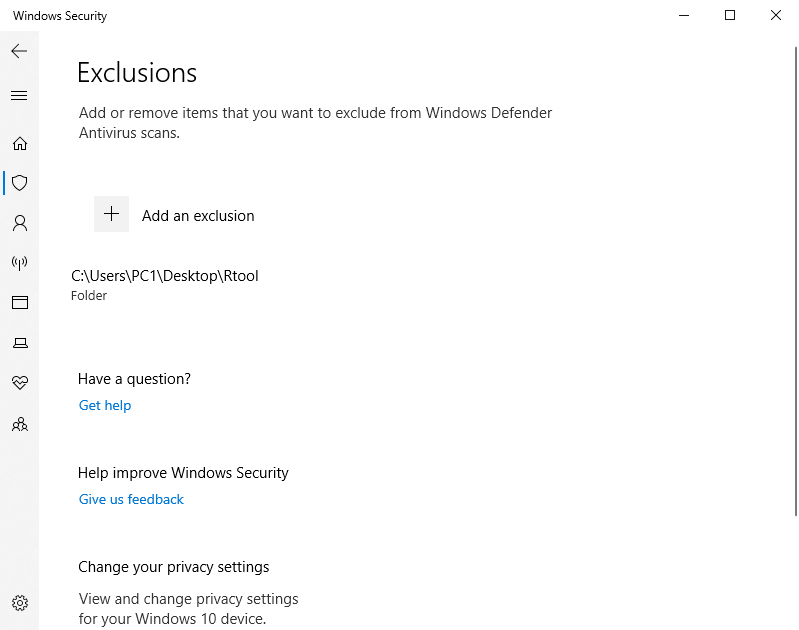 Windows Security
Exclusions
Add or remove items that you want to exclude from Windows Defender
Antivirus scans.
Add an exclusion
C:\Users\PC1\Desktop\Rtool
Folder
Have a question?
Get help
Help improve Windows Security
Give us feedback
Change your privacy settings
View and change privacy settings
for your Windows 10 device.